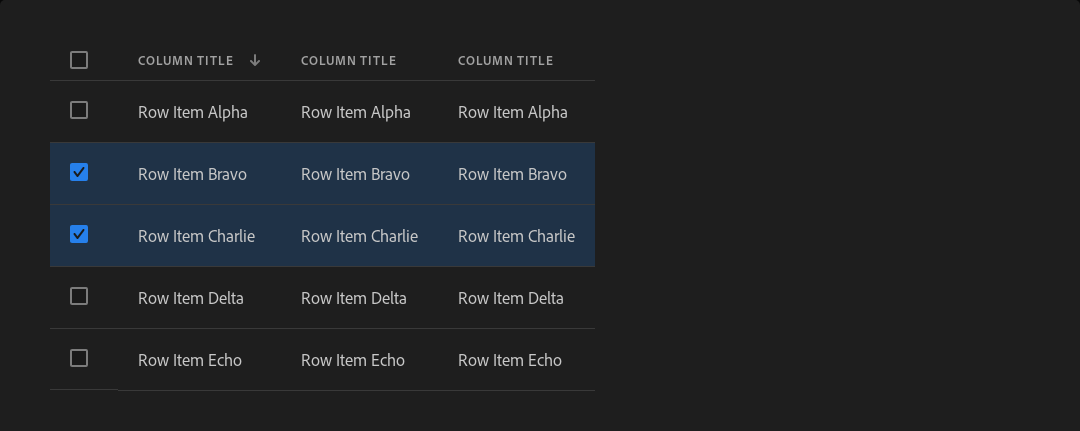 COLUMN TITLE COLUMN TITLE COLUMN TITLE
Row Item Alpha Row Item Alpha Row Item Alpha
Row Item Bravo Row Item Bravo Row Item Bravo
Row Item Charlie Row Item Charlie Row Item Charlie
Row Item Delta Row Item Delta Row Item Delta
Row Item Echo Row Item Echo Row Item Echo